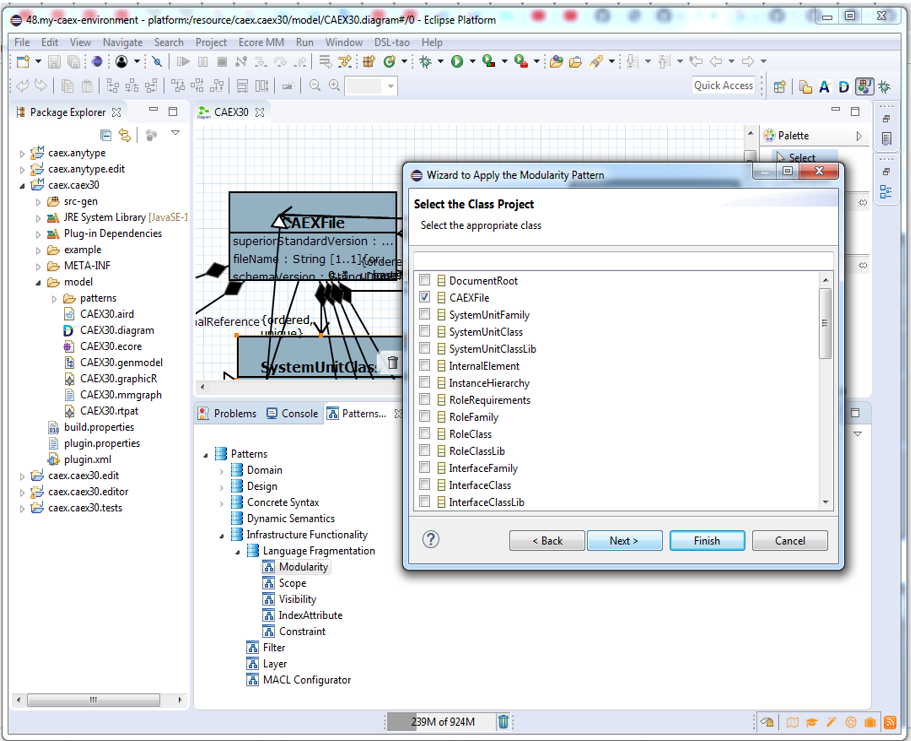 48.my-caex-environment - platform:/resource/caex.caex30/model/CAEX30.diagram#/0 - Eclipse Platform
File Edit View Navigate Search Project Ecore MM Run Window DSL-tao Help
Quick Access
Package Explorer
caex.anytype
caex.anytype.edit
caex.caex30
src-gen
JRE System Library [JavaSE-1
Plug-in Dependencies
example
META-INF
model
patterns
CAEX30.aird
CAEX30.diagram
CAEX30.ecore
CAEX30.genmodel
CAEX30.graphicR
CAEX30.mmgraph
CAEX30.rtpat
build.properties
plugin.properties
plugin.xml
caex.caex30.edit
caex.caex30.editor
caex.caex30.tests
CAEX30
CAEXFile
superiorStandardVersion : ...
fileName : String [1..1]
schemaVersion :
nalReference
{ordered,
unique}
SystemUnitClass
Palette
Select
Wizard to Apply the Modularity Pattern
Select the Class Project
Select the appropriate class
DocumentRoot
CAEXFile
SystemUnitFamily
SystemUnitClass
SystemUnitClassLib
InternalElement
InstanceHierarchy
RoleRequirements
RoleFamily
RoleClass
RoleClassLib
InterfaceFamily
InterfaceClass
InterfaceClassLib
< Back Next > Finish Cancel
Problems Console Patterns...
Patterns
Domain
Design
Concrete Syntax
Dynamic Semantics
Infrastructure Functionality
Language Fragmentation
Modularity
Scope
Visibility
IndexAttribute
Constraint
Filter
Layer
MACL Configurator
239M of 924M